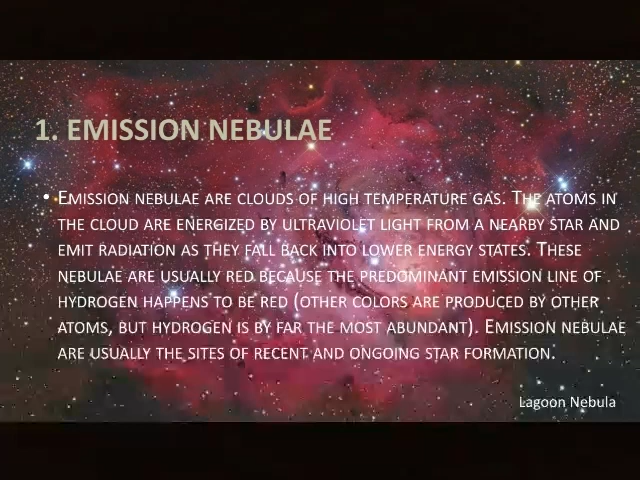 1. EMISSION NEBULAE
• EMISSION NEBULAE ARE CLOUDS OF HIGH TEMPERATURE GAS. THE ATOMS IN
THE CLOUD ARE ENERGIZED BY ULTRAVIOLET LIGHT FROM A NEARBY STAR AND
EMIT RADIATION AS THEY FALL BACK INTO LOWER ENERGY STATES. THESE
NEBULAE ARE USUALLY RED BECAUSE THE PREDOMINANT EMISSION LINE OF
HYDROGEN HAPPENS TO BE RED (OTHER COLORS ARE PRODUCED BY OTHER
ATOMS, BUT HYDROGEN IS BY FAR THE MOST ABUNDANT). EMISSION NEBULAE
ARE USUALLY THE SITES OF RECENT AND ONGOING STAR FORMATION.
Lagoon Nebula